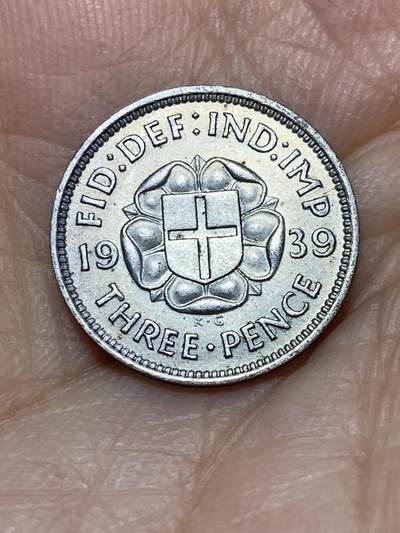 FID:DEF:IND:IMP
19 39
K·G
THREE·PENCE